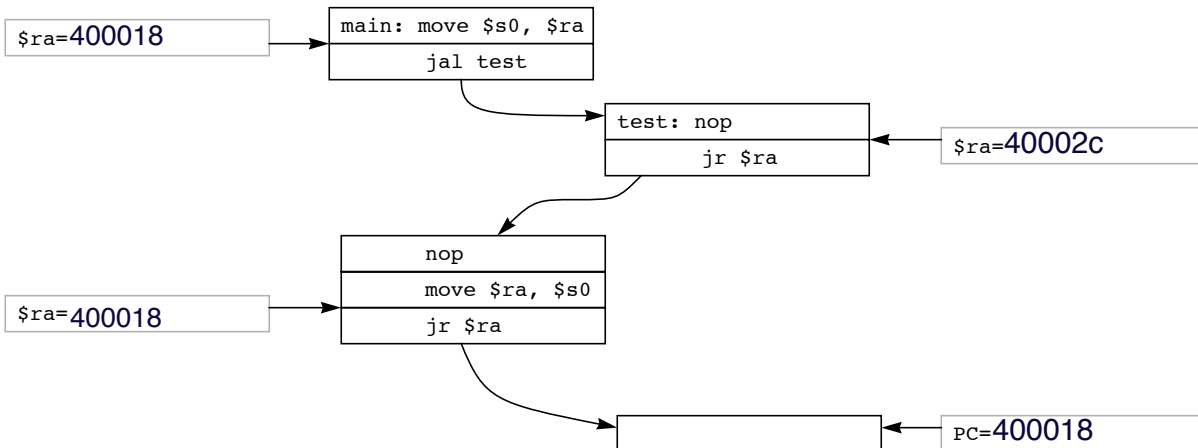 $ra=400018
main: move $s0, $ra
jal test
test: nop
jr $ra
$ra=40002c
nop
move $ra, $s0
jr $ra
$ra=400018
PC=400018